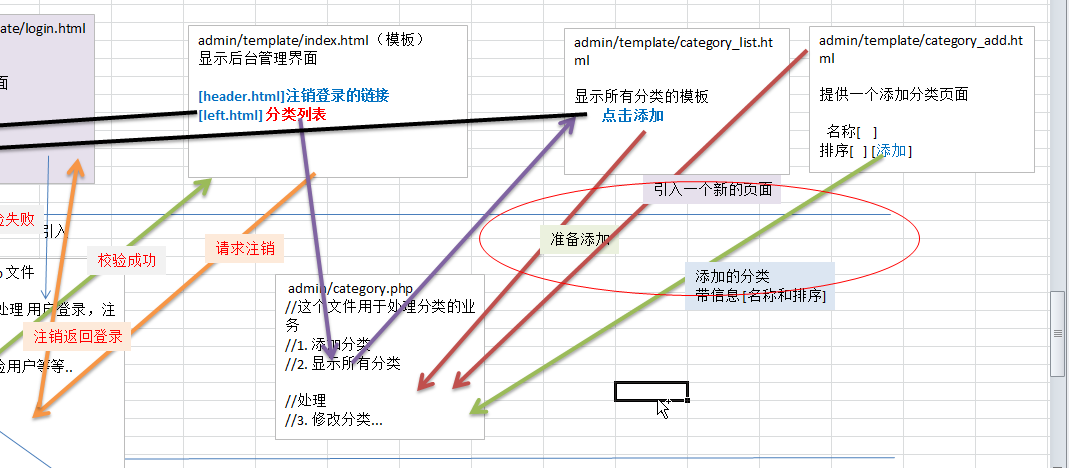 ate/login.html
面
admin/template/index.html（模板）
显示后台管理界面
[header.html]注销登录的链接
[left.html] 分类列表
admin/template/category_list.ht
ml
显示所有分类的模板
点击添加
admin/template/category_add.ht
ml
提供一个添加分类页面
名称[ ]
排序[ ] [添加]
引入一个新的页面
准备添加
添加的分类
带信息[名称和排序]
验失败
引入
校验成功
请求注销
文件
处理 用户登录，注
注销返回登录
验用户等等..
admin/category.php
//这个文件用于处理分类的业
务
//1. 添加分类
//2. 显示所有分类
//处理
//3. 修改分类...